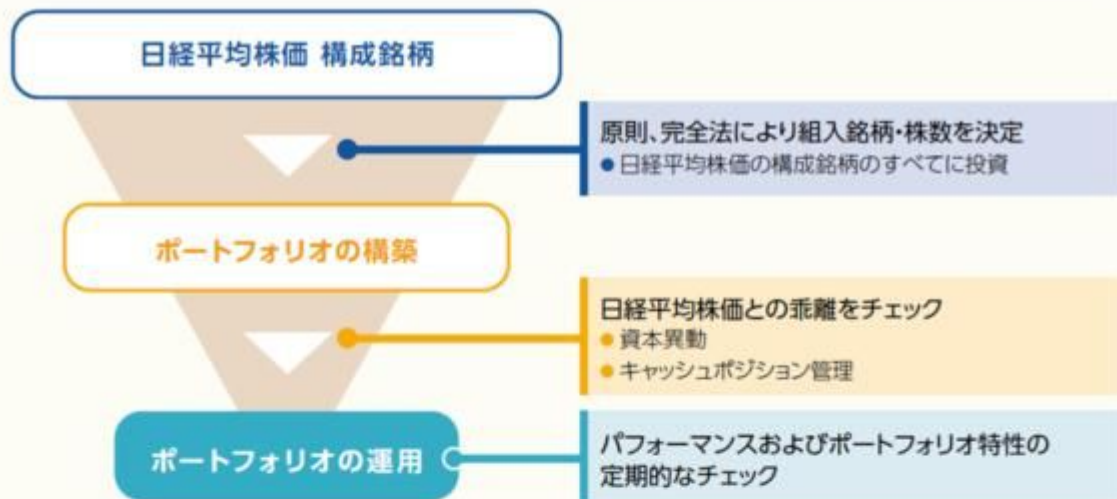 日経平均株価 構成銘柄
原則、完全法により組入銘柄・株数を決定
● 日経平均株価の構成銘柄のすべてに投資
ポートフォリオの構築
日経平均株価との乖離をチェック
● 資本異動
● キャッシュポジション管理
ポートフォリオの運用
パフォーマンスおよびポートフォリオ特性の
定期的なチェック